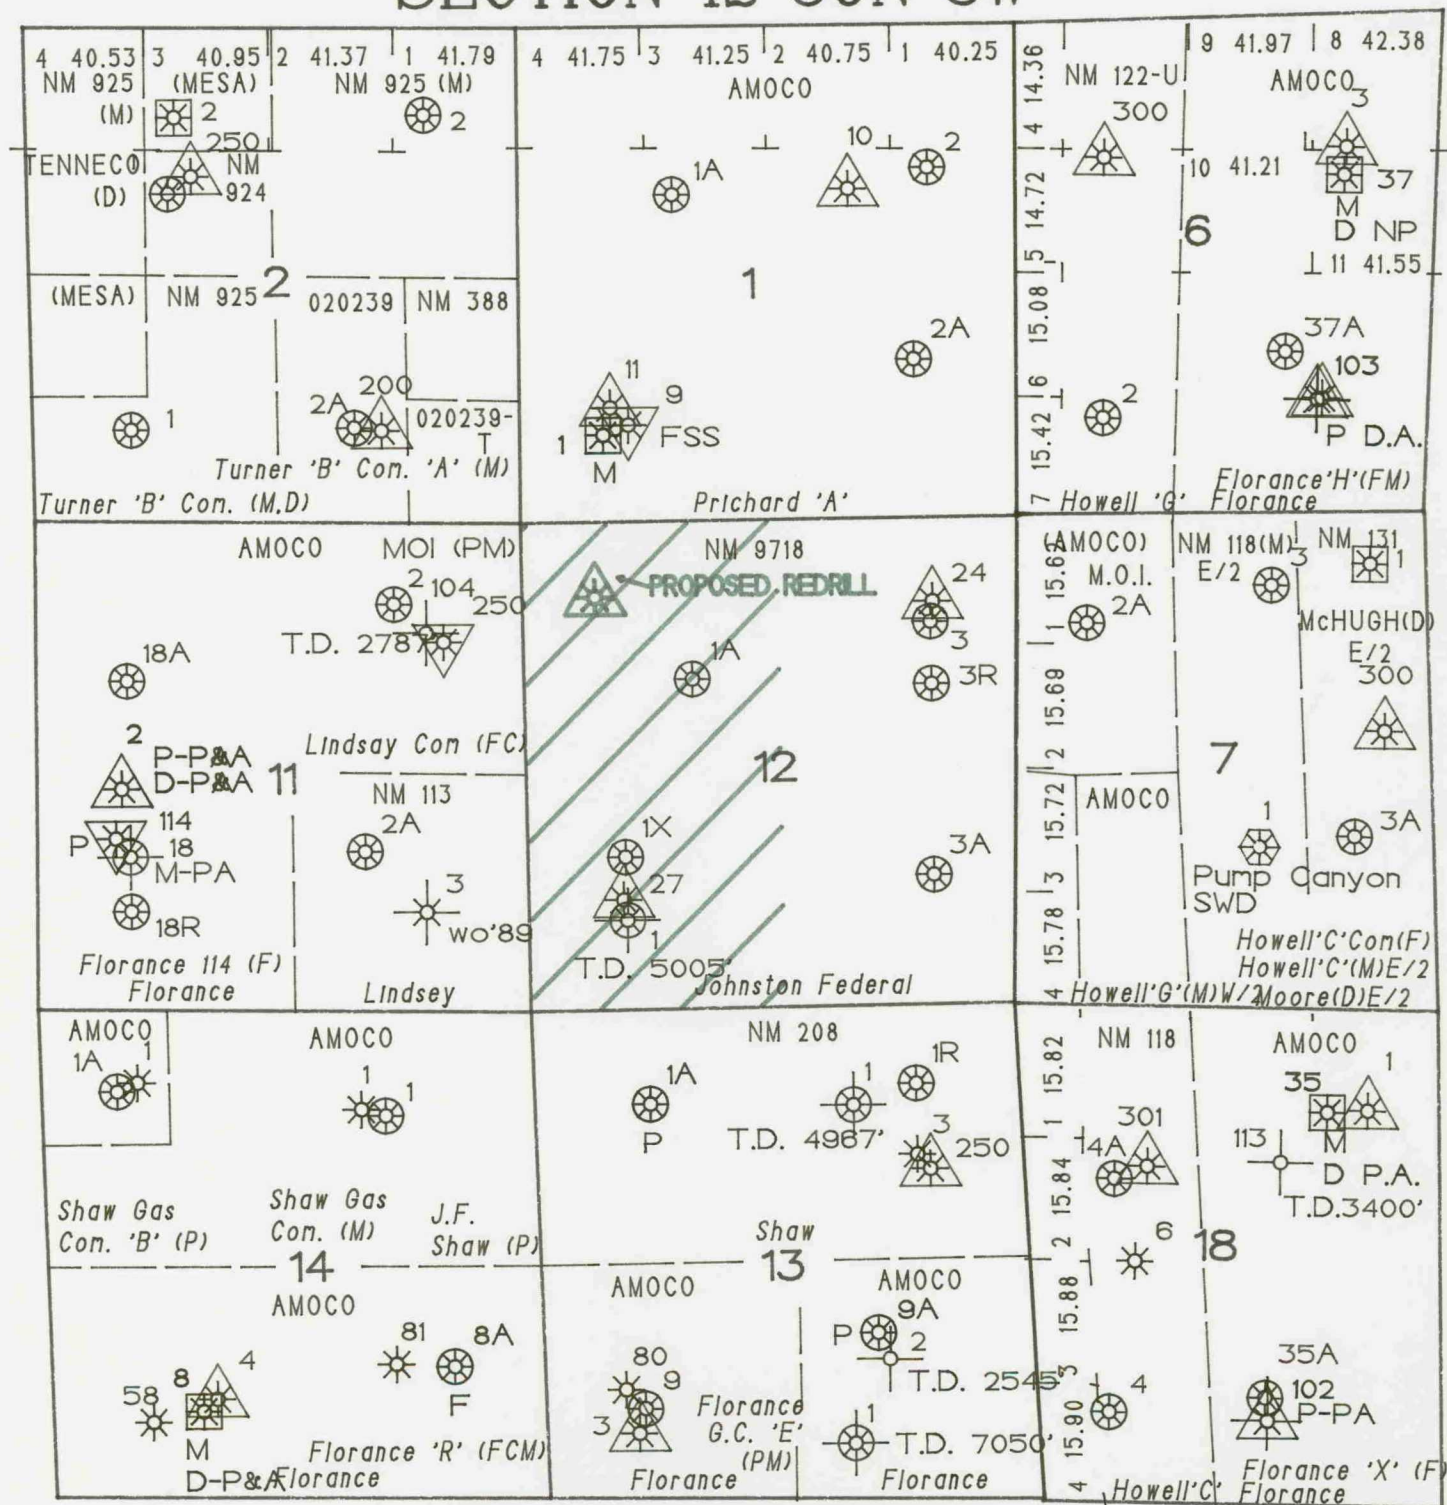 4 40.53 3 40.95 2 41.37 1 41.79
NM 925 (MESA) NM 925 (M)
(M) 2 2
250
TENNECO NM
(D) 924
(MESA) NM 925 2 020239 NM 388
200
2A 020239-
1 T
Turner 'B' Com. 'A' (M)
Turner 'B' Com. (M,D)
4 41.75 3 41.25 2 40.75 1 40.25
AMOCO
10 2
1A
1
2A
11
9
FSS
1
M
Prichard 'A'
9 41.97 8 42.38
14.36 NM 122-U AMOCO
300 3
4
10 41.21 37
14.72 M
6 D NP
5 11 41.55
15.08
37A
103
6 2
P D.A.
15.42
Florance'H'(FM)
7 Howell 'G' Florance
AMOCO MOI (PM)
2 104 250
T.D. 2787'
18A
2
P-P&A
D-P&A
Lindsay Com (FC)
11
NM 113
114 2A
P 18
M-PA
3
18R wo'89
Florance 114 (F)
Florance Lindsey
NM 9718
PROPOSED REDRILL
24
3
1A
3R
12
1X
3A
27
1
T.D. 5005'
Johnston Federal
(AMOCO) NM 118(M) NM 131
15.67 M.O.I. E/2 3 1
2A
1 McHUGH(D)
E/2
300
15.69
2 7
AMOCO
15.72
1
3A
3 Pump Canyon
SWD
15.78
Howell'C'Com(F)
Howell'C'(M)E/2
4 Howell'G'(M)W/2 Moore(D)E/2
AMOCO AMOCO
1A 1
1 1
Shaw Gas Shaw Gas J.F.
Com. 'B' (P) Com. (M) Shaw (P)
14
AMOCO
81 8A
4
8
58 F
M Florance 'R' (FCM)
D-P&A Florance
NM 208
1A 1 1R
P T.D. 4967' 3
250
Shaw
13
AMOCO AMOCO
9A
P 2
80 T.D. 2545'
9
3 Florance 1
G.C. 'E' T.D. 7050'
(PM)
Florance Florance
15.82 NM 118 AMOCO
1
35
1 301 113 M
4A D P.A.
15.84 T.D.3400'
6
2 18
15.88
35A
3 4 102
P-PA
15.90
Florance 'X' (F)
4 Howell'C' Florance